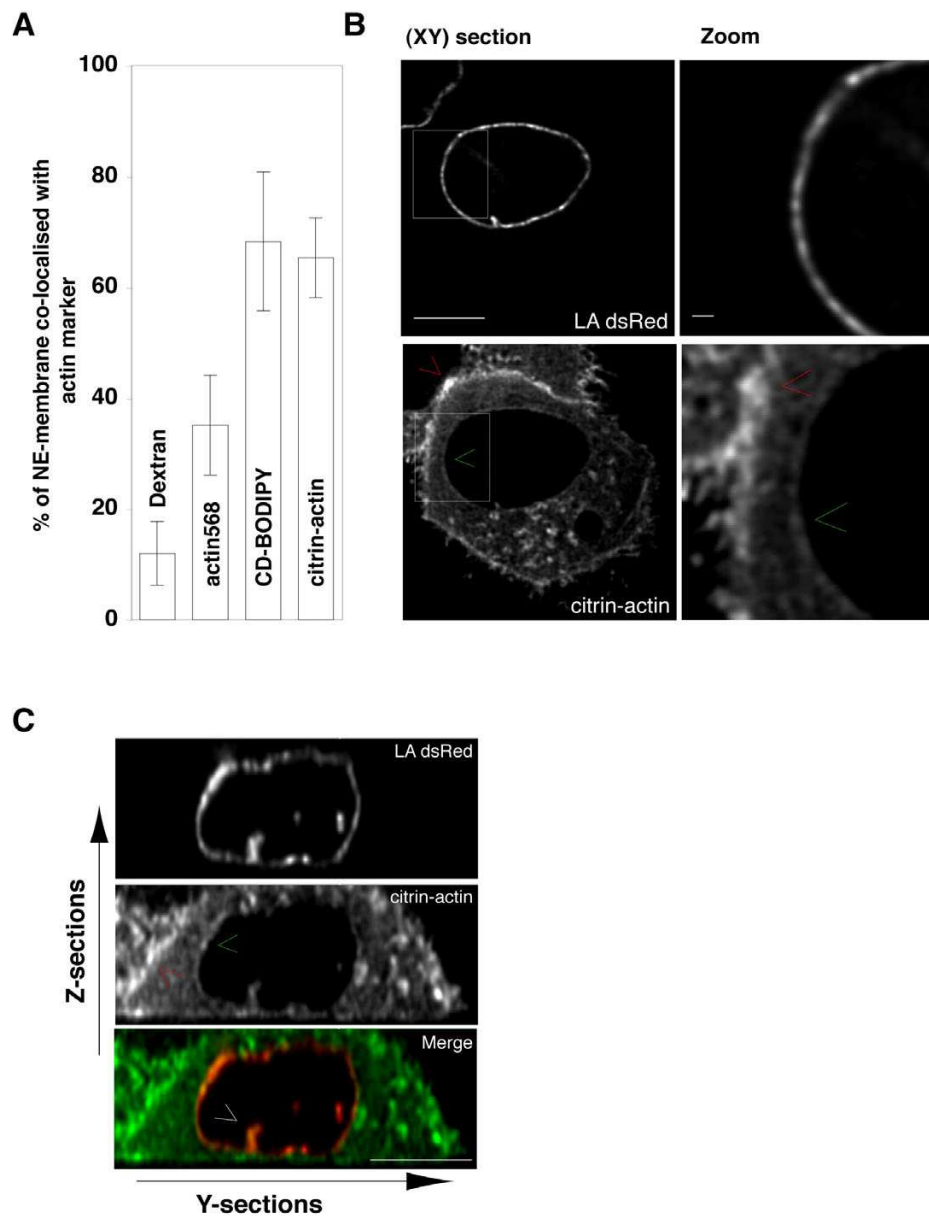 A
% of NE-membrane co-localised with
actin marker
100
80
60
40
20
0
Dextran
actin568
CD-BODIPY
citrin-actin
B
(XY) section
Zoom
LA dsRed
citrin-actin
C
LA dsRed
citrin-actin
Merge
Z-sections
Y-sections